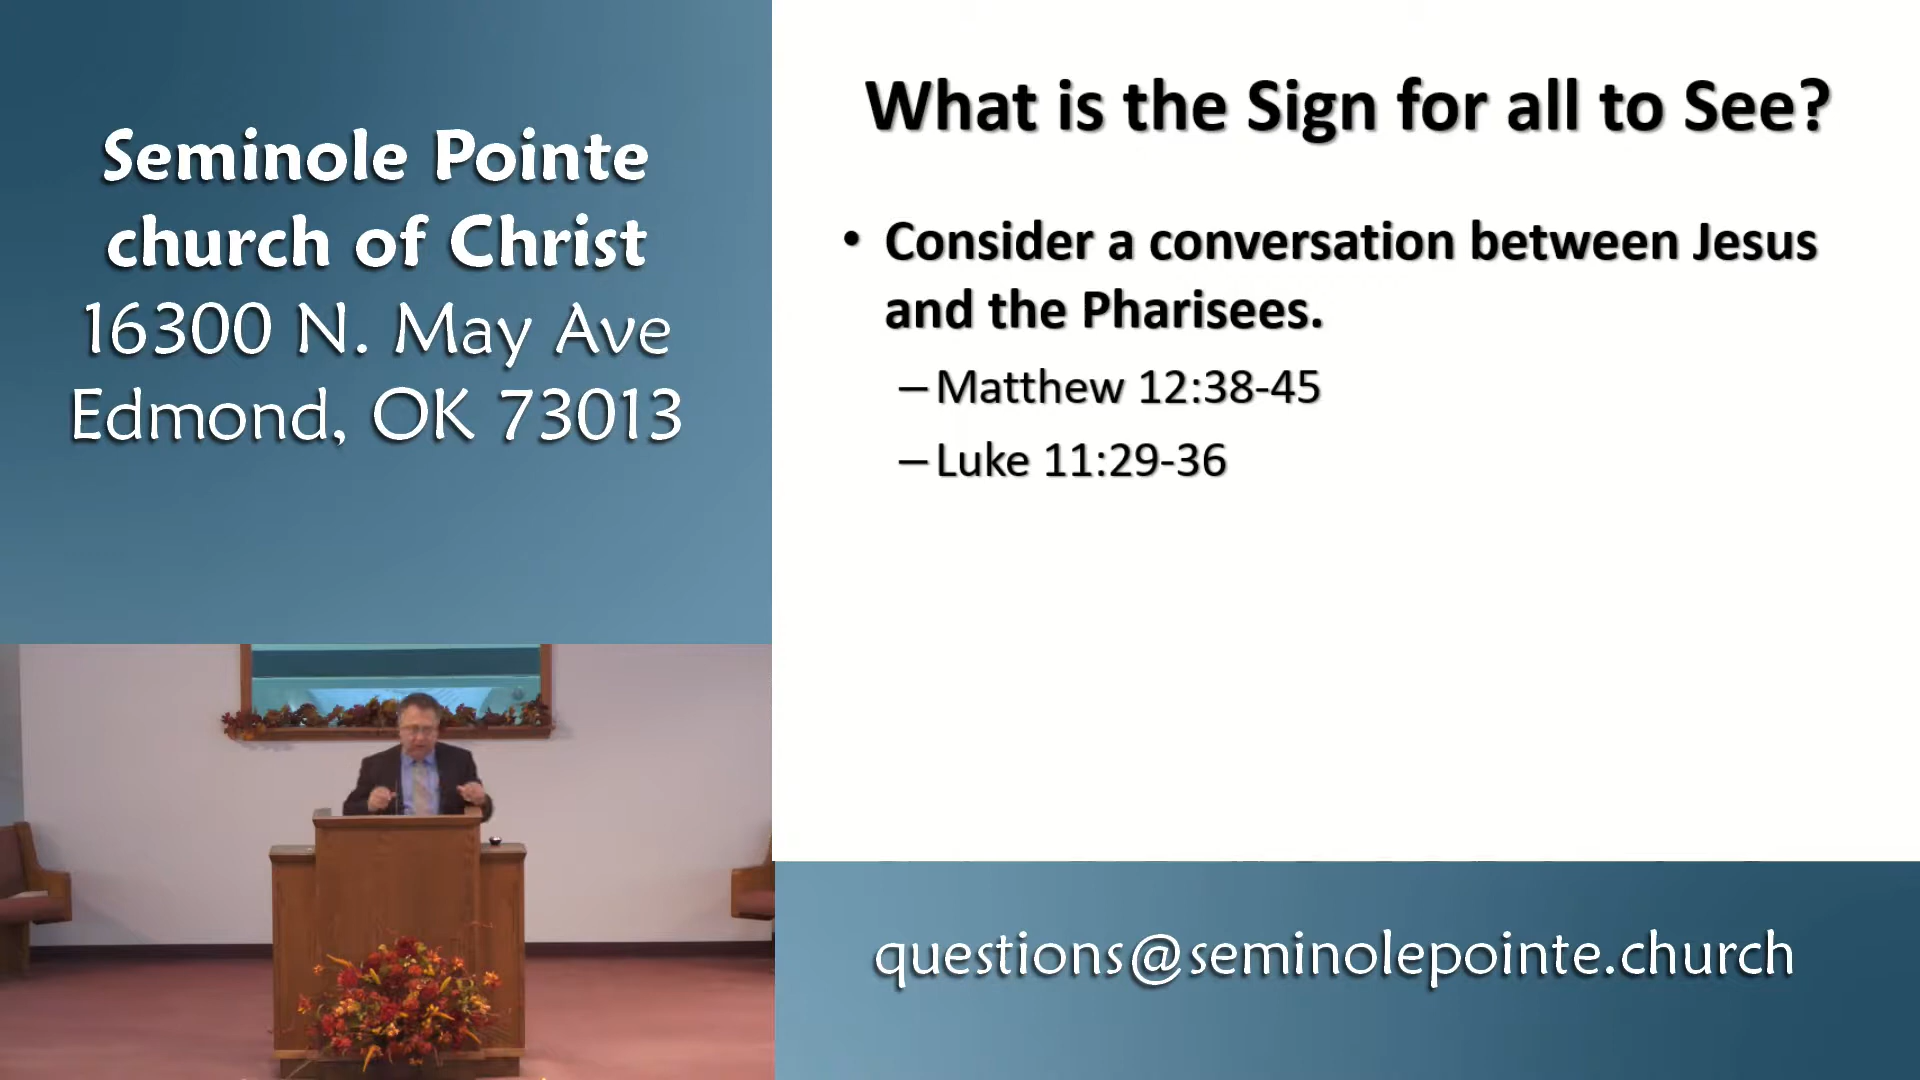 Seminole Pointe
church of Christ
16300 N. May Ave
Edmond, OK 73013
What is the Sign for all to See?
• Consider a conversation between Jesus
and the Pharisees.
– Matthew 12:38-45
– Luke 11:29-36
questions@seminolepointe.church